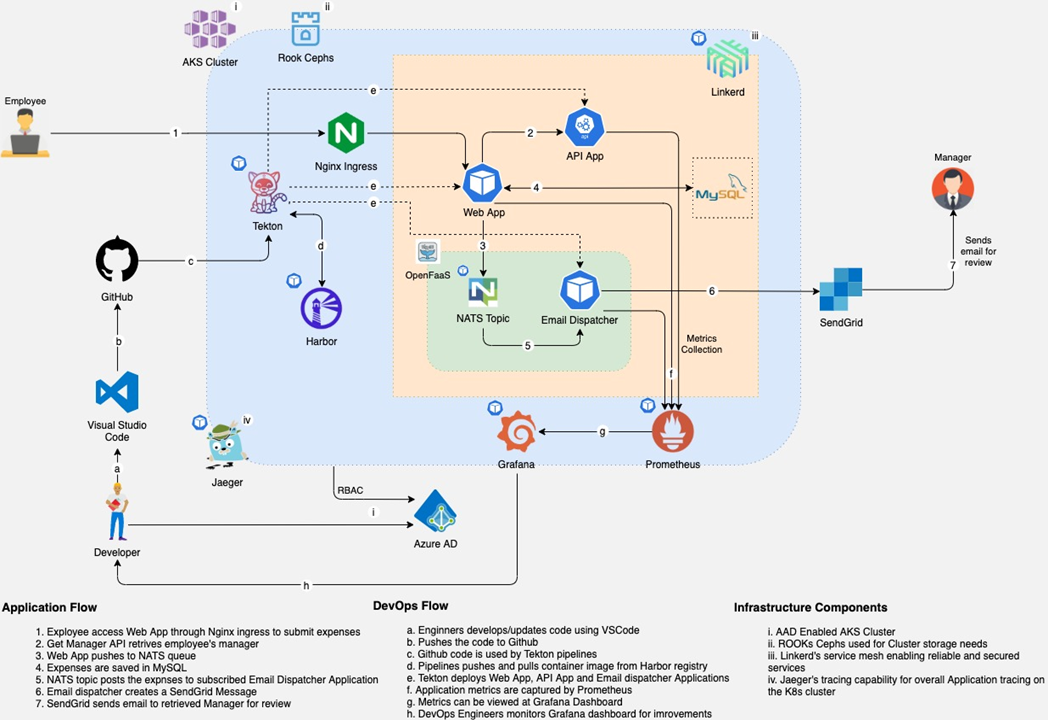 i
ii
iii
AKS Cluster
Rook Cephs
Linkerd
Employee
e
1
2
Nginx Ingress
api
API App
Manager
e
4
MySQL
e
Web App
Tekton
d
3
Sends
email for
review
c
OpenFaaS
7
GitHub
6
NATS Topic
Email Dispatcher
SendGrid
Harbor
b
5
Metrics
Collection
f
Visual Studio
Code
iv
g
Jaeger
Grafana
Prometheus
a
RBAC
i
Developer
Azure AD
h
Application Flow
1. Exployee access Web App through Nginx ingress to submit expenses
2. Get Manager API retrives employee's manager
3. Web App pushes to NATS queue
4. Expenses are saved in MySQL
5. NATS topic posts the expnses to subscribed Email Dispatcher Application
6. Email dispatcher creates a SendGrid Message
7. SendGrid sends email to retrieved Manager for review
DevOps Flow
a. Enginners develops/updates code using VSCode
b. Pushes the code to Github
c. Github code is used by Tekton pipelines
d. Pipelines pushes and pulls container image from Harbor registry
e. Tekton deploys Web App, API App and Email dispatcher Applications
f. Application metrics are captured by Prometheus
g. Metrics can be viewed at Grafana Dashboard
h. DevOps Engineers monitors Grafana dashboard for imrovements
Infrastructure Components
i. AAD Enabled AKS Cluster
ii. ROOKs Cephs used for Cluster storage needs
iii. Linkerd's service mesh enabling reliable and secured
services
iv. Jaeger's tracing capability for overall Application tracing on
the K8s cluster